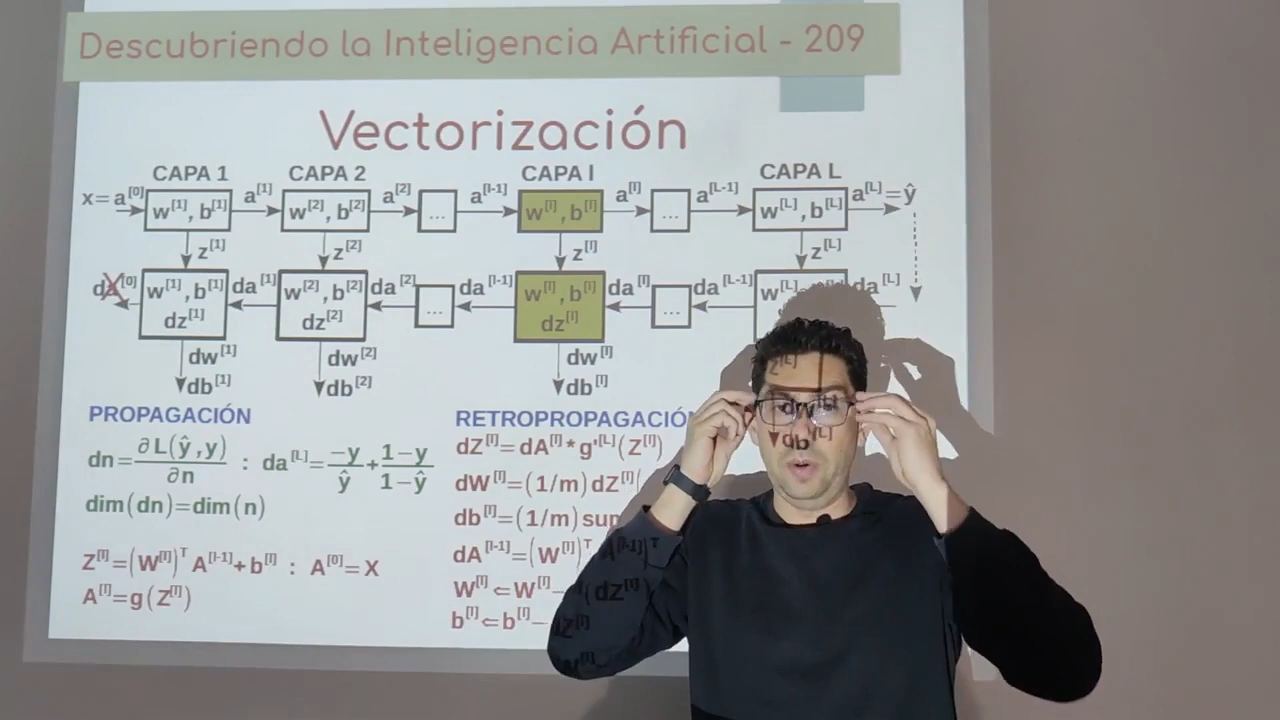 Descubriendo la Inteligencia Artificial - 209
Vectorización
CAPA 1 CAPA 2 CAPA l CAPA L
x=a^[0] w^[1],b^[1] a^[1] w^[2],b^[2] a^[2] ... a^[l-1] w^[l],b^[l] a^[l] ... a^[L-1] w^[L],b^[L] a^[L]=ŷ
z^[1] z^[2] z^[l] z^[L]
da^[0] w^[1],b^[1] da^[1] w^[2],b^[2] da^[2] ... da^[l-1] w^[l],b^[l] da^[l] ... da^[L-1] w^[L] da^[L]
dz^[1] dz^[2] dz^[l]
dw^[1] dw^[2] dw^[l]
db^[1] db^[2] db^[l] db^[L]
PROPAGACIÓN
dn=∂L(ŷ,y)/∂n : da^[L]=-y/ŷ+1-y/1-ŷ
dim(dn)=dim(n)
Z^[l]=(W^[l])^T A^[l-1]+b^[l] : A^[0]=X
A^[l]=g(Z^[l])
RETROPROPAGACIÓN
dZ^[l]=dA^[l]*g'^[L](Z^[l])
dW^[l]=(1/m)dZ^[l](A^[l-1])^T
db^[l]=(1/m)
dA^[l-1]=(W^[l])^T
W^[l]⇐W^[l]-
b^[l]⇐b^[l]-